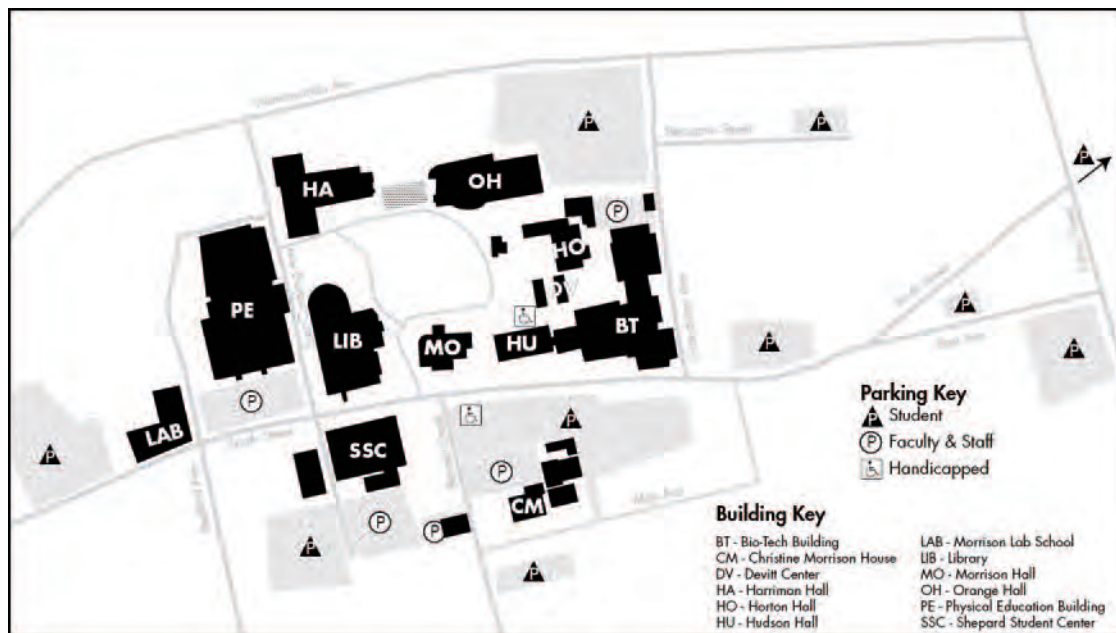 P
P
P
HA
OH
P
HO
PE
DV
LIB
MO
HU
BT
P
P
P
P
P
LAB
SSC
P
P
P
CM
P
P
P
P
Parking Key
P Student
P Faculty & Staff
Handicapped
Building Key
BT - Bio-Tech Building
CM - Christine Morrison House
DV - Devitt Center
HA - Harriman Hall
HO - Horton Hall
HU - Hudson Hall
LAB - Morrison Lab School
LIB - Library
MO - Morrison Hall
OH - Orange Hall
PE - Physical Education Building
SSC - Shepard Student Center